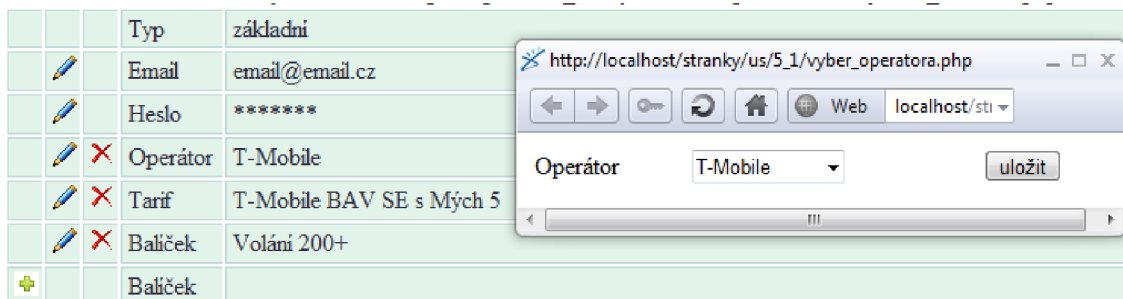 Typ základní
http://localhost/stranky/us/5_1/vyber_operatora.php
Email email@email.cz
Web localhost/str
Heslo *******
Operátor T-Mobile
Operátor T-Mobile uložit
Tarif T-Mobile BAV SE s Mých 5
Balíček Volání 200+
Balíček